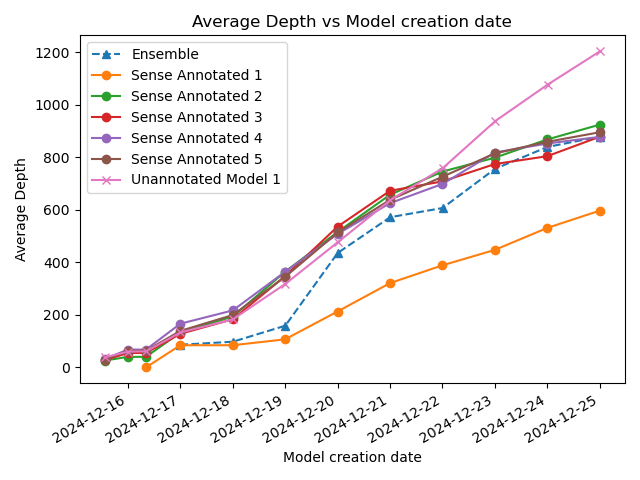 Average Depth vs Model creation date
Ensemble
Sense Annotated 1
Sense Annotated 2
Sense Annotated 3
Sense Annotated 4
Sense Annotated 5
Unannotated Model 1
Average Depth
1200
1000
800
600
400
200
0
2024-12-16
2024-12-17
2024-12-18
2024-12-19
2024-12-20
2024-12-21
2024-12-22
2024-12-23
2024-12-24
2024-12-25
Model creation date